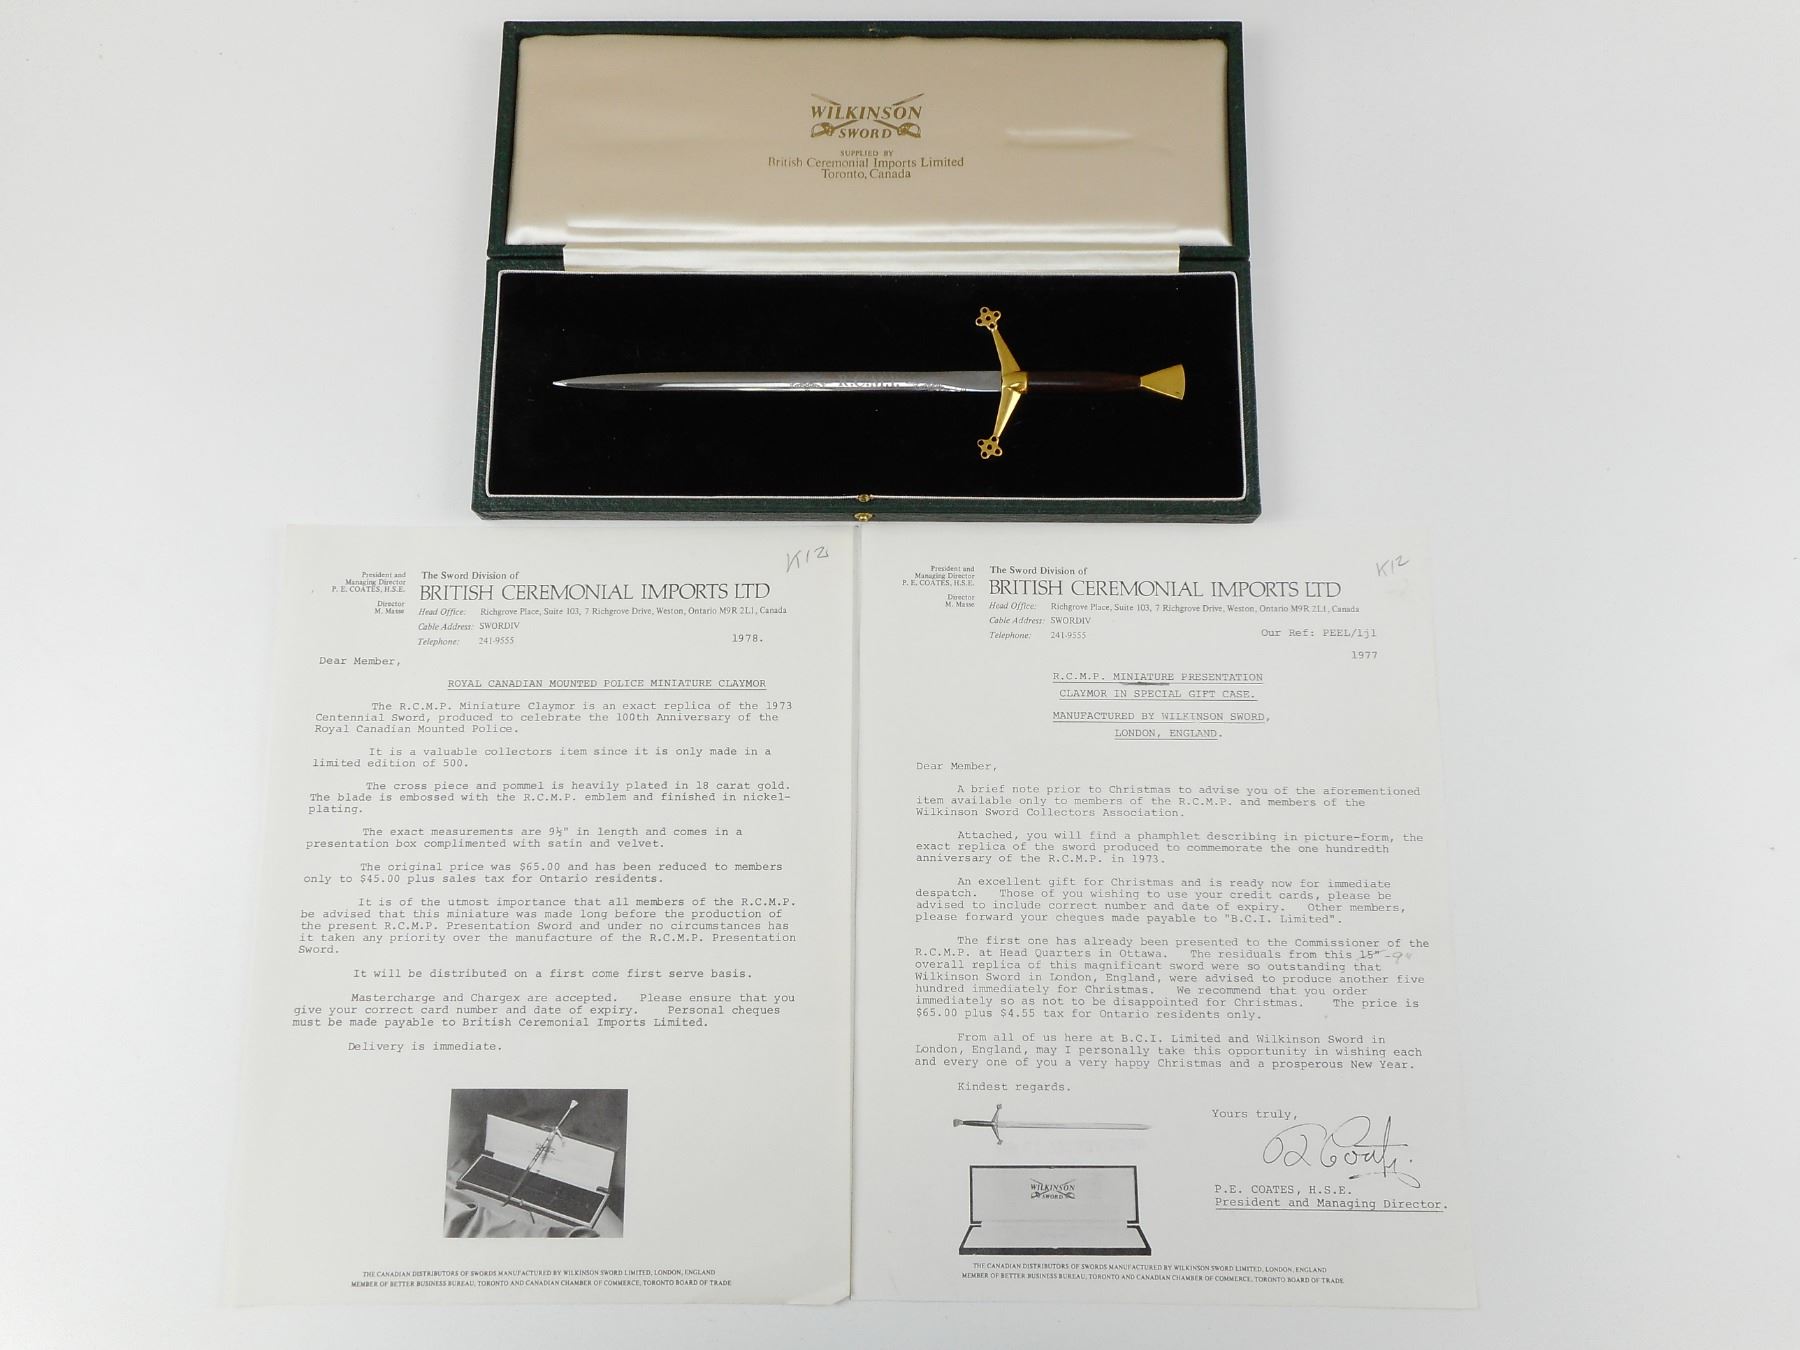 WILKINSON
SWORD
SUPPLIED BY
British Ceremonial Imports Limited
Toronto, Canada
R.C.M.P.
K12
President and
Managing Director
P. E. COATES, H.S.E.
Director
M. Masse
The Sword Division of
BRITISH CEREMONIAL IMPORTS LTD
Head Office: Richgrove Place, Suite 103, 7 Richgrove Drive, Weston, Ontario M9R 2L1, Canada
Cable Address: SWORDIV
Telephone: 241-9555
1978.
Dear Member,
ROYAL CANADIAN MOUNTED POLICE MINIATURE CLAYMOR
The R.C.M.P. Miniature Claymor is an exact replica of the 1973
Centennial Sword, produced to celebrate the 100th Anniversary of the
Royal Canadian Mounted Police.
It is a valuable collectors item since it is only made in a
limited edition of 500.
The cross piece and pommel is heavily plated in 18 carat gold.
The blade is embossed with the R.C.M.P. emblem and finished in nickel-
plating.
The exact measurements are 9½" in length and comes in a
presentation box complimented with satin and velvet.
The original price was $65.00 and has been reduced to members
only to $45.00 plus sales tax for Ontario residents.
It is of the utmost importance that all members of the R.C.M.P.
be advised that this miniature was made long before the production of
the present R.C.M.P. Presentation Sword and under no circumstances has
it taken any priority over the manufacture of the R.C.M.P. Presentation
Sword.
It will be distributed on a first come first serve basis.
Mastercharge and Chargex are accepted. Please ensure that you
give your correct card number and date of expiry. Personal cheques
must be made payable to British Ceremonial Imports Limited.
Delivery is immediate.
THE CANADIAN DISTRIBUTORS OF SWORDS MANUFACTURED BY WILKINSON SWORD LIMITED, LONDON, ENGLAND
MEMBER OF BETTER BUSINESS BUREAU, TORONTO AND CANADIAN CHAMBER OF COMMERCE, TORONTO BOARD OF TRADE
K12
President and
Managing Director
P. E. COATES, H.S.E.
Director
M. Masse
The Sword Division of
BRITISH CEREMONIAL IMPORTS LTD
Head Office: Richgrove Place, Suite 103, 7 Richgrove Drive, Weston, Ontario M9R 2L1, Canada
Cable Address: SWORDIV
Telephone: 241-9555
Our Ref: PEEL/ljl
1977
R.C.M.P. MINIATURE PRESENTATION
CLAYMOR IN SPECIAL GIFT CASE.
MANUFACTURED BY WILKINSON SWORD,
LONDON, ENGLAND.
Dear Member,
A brief note prior to Christmas to advise you of the aforementioned
item available only to members of the R.C.M.P. and members of the
Wilkinson Sword Collectors Association.
Attached, you will find a phamphlet describing in picture-form, the
exact replica of the sword produced to commemorate the one hundredth
anniversary of the R.C.M.P. in 1973.
An excellent gift for Christmas and is ready now for immediate
despatch. Those of you wishing to use your credit cards, please be
advised to include correct number and date of expiry. Other members,
please forward your cheques made payable to "B.C.I. Limited".
The first one has already been presented to the Commissioner of the
R.C.M.P. at Head Quarters in Ottawa. The residuals from this 15" -9"
overall replica of this magnificant sword were so outstanding that
Wilkinson Sword in London, England, were advised to produce another five
hundred immediately for Christmas. We recommend that you order
immediately so as not to be disappointed for Christmas. The price is
$65.00 plus $4.55 tax for Ontario residents only.
From all of us here at B.C.I. Limited and Wilkinson Sword in
London, England, may I personally take this opportunity in wishing each
and every one of you a very happy Christmas and a prosperous New Year.
Kindest regards.
Yours truly,
P.E. COATES, H.S.E.
President and Managing Director.
WILKINSON
SWORD
THE CANADIAN DISTRIBUTORS OF SWORDS MANUFACTURED BY WILKINSON SWORD LIMITED, LONDON, ENGLAND
MEMBER OF BETTER BUSINESS BUREAU, TORONTO AND CANADIAN CHAMBER OF COMMERCE, TORONTO BOARD OF TRADE